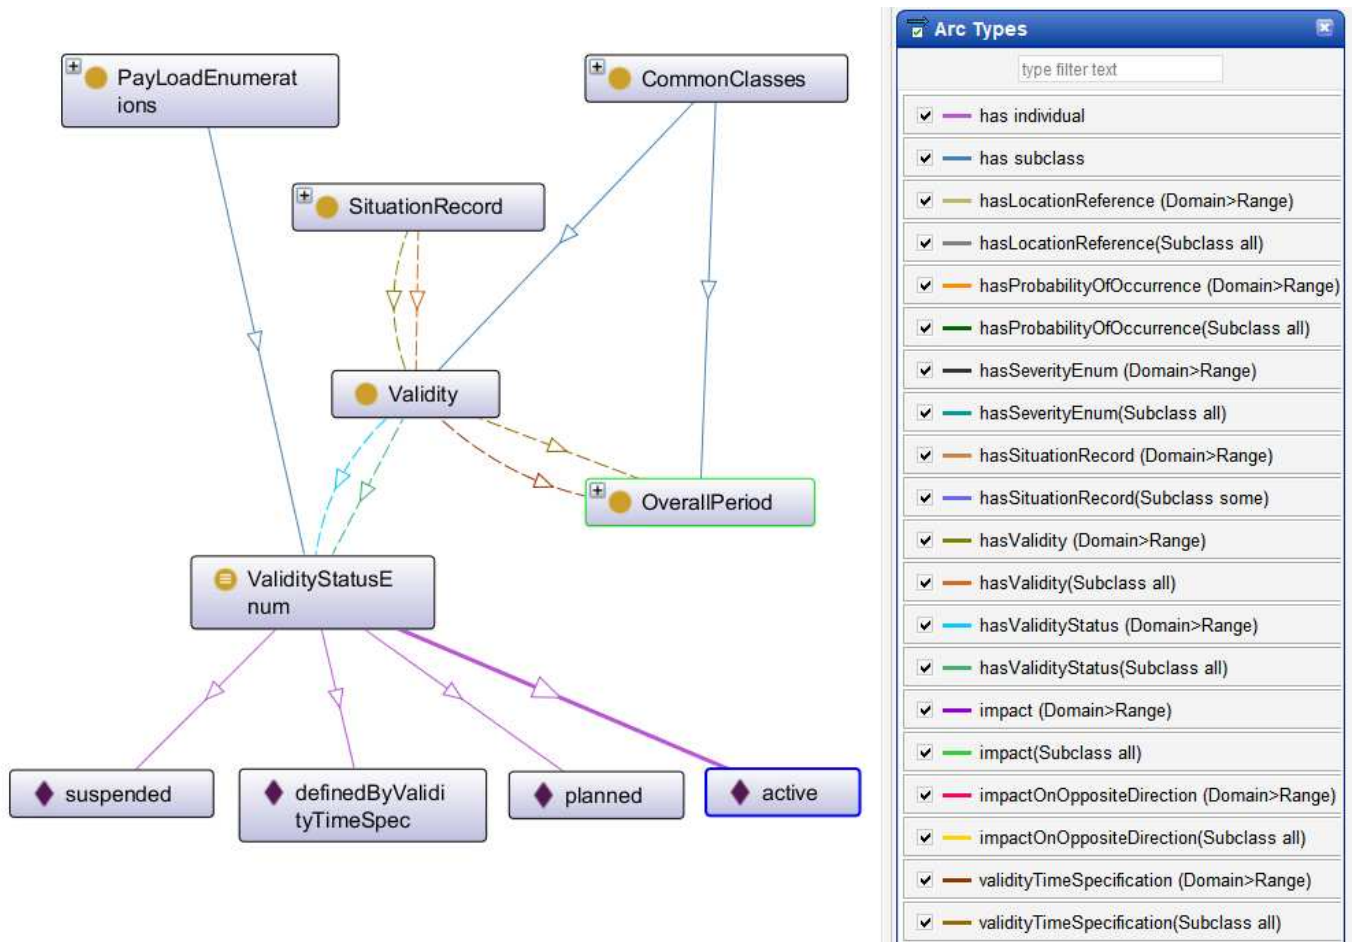 PayLoadEnumerat
ions
CommonClasses
SituationRecord
Validity
OverallPeriod
ValidityStatusE
num
suspended
definedByValidi
tyTimeSpec
planned
active
Arc Types
type filter text
has individual
has subclass
hasLocationReference (Domain>Range)
hasLocationReference(Subclass all)
hasProbabilityOfOccurrence (Domain>Range)
hasProbabilityOfOccurrence(Subclass all)
hasSeverityEnum (Domain>Range)
hasSeverityEnum(Subclass all)
hasSituationRecord (Domain>Range)
hasSituationRecord(Subclass some)
hasValidity (Domain>Range)
hasValidity(Subclass all)
hasValidityStatus (Domain>Range)
hasValidityStatus(Subclass all)
impact (Domain>Range)
impact(Subclass all)
impactOnOppositeDirection (Domain>Range)
impactOnOppositeDirection(Subclass all)
validityTimeSpecification (Domain>Range)
validityTimeSpecification(Subclass all)